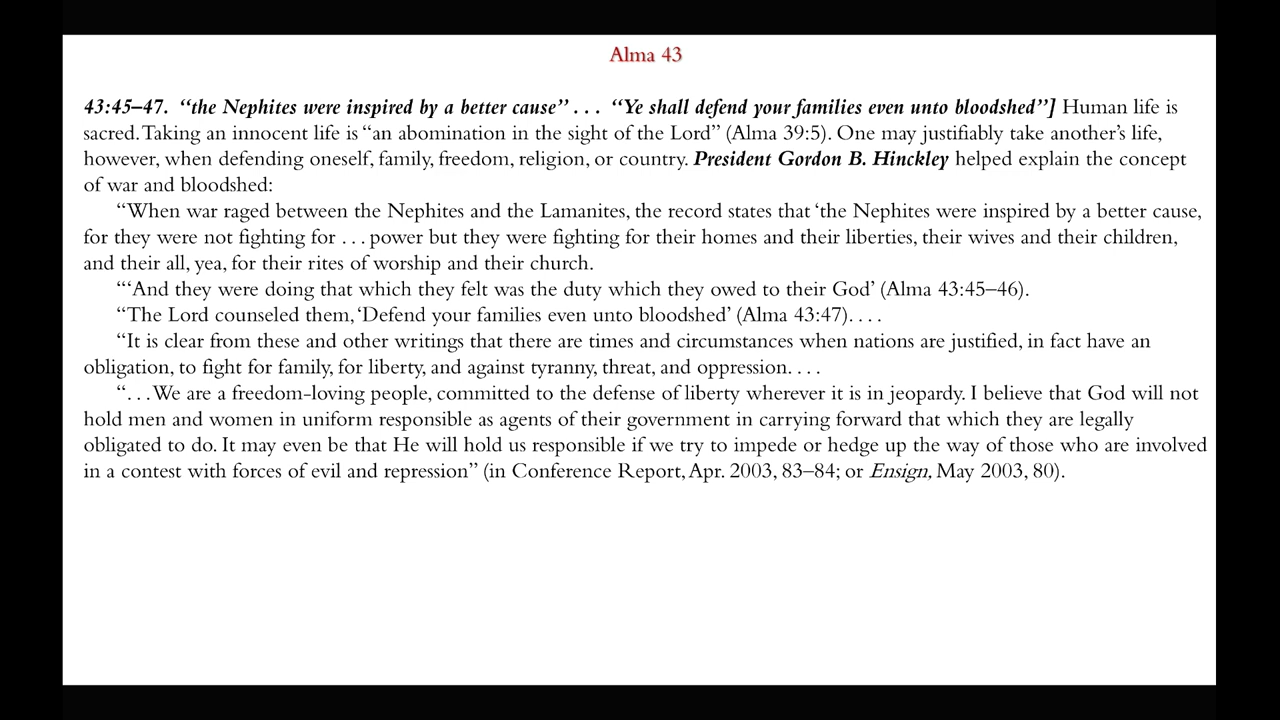 Alma 43
43:45–47. “the Nephites were inspired by a better cause” . . . “Ye shall defend your families even unto bloodshed”] Human life is
sacred. Taking an innocent life is “an abomination in the sight of the Lord” (Alma 39:5). One may justifiably take another’s life,
however, when defending oneself, family, freedom, religion, or country. President Gordon B. Hinckley helped explain the concept
of war and bloodshed:
“When war raged between the Nephites and the Lamanites, the record states that ‘the Nephites were inspired by a better cause,
for they were not fighting for . . . power but they were fighting for their homes and their liberties, their wives and their children,
and their all, yea, for their rites of worship and their church.
“‘And they were doing that which they felt was the duty which they owed to their God’ (Alma 43:45–46).
“The Lord counseled them, ‘Defend your families even unto bloodshed’ (Alma 43:47). . . .
“It is clear from these and other writings that there are times and circumstances when nations are justified, in fact have an
obligation, to fight for family, for liberty, and against tyranny, threat, and oppression. . . .
“. . . We are a freedom-loving people, committed to the defense of liberty wherever it is in jeopardy. I believe that God will not
hold men and women in uniform responsible as agents of their government in carrying forward that which they are legally
obligated to do. It may even be that He will hold us responsible if we try to impede or hedge up the way of those who are involved
in a contest with forces of evil and repression” (in Conference Report, Apr. 2003, 83–84; or Ensign, May 2003, 80).